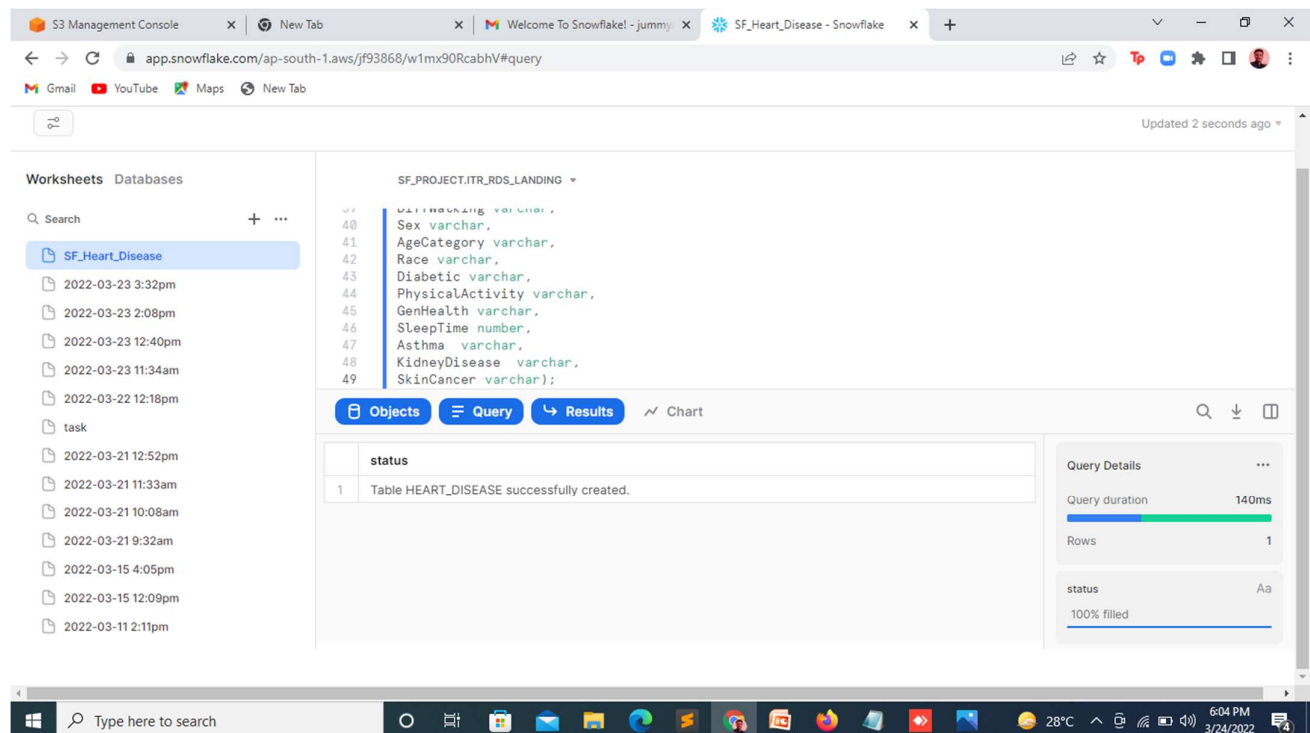 S3 Management Console
New Tab
Welcome To Snowflake! - jummy
SF_Heart_Disease - Snowflake
app.snowflake.com/ap-south-1.aws/jf93868/w1mx90RcabhV#query
Gmail YouTube Maps New Tab
Updated 2 seconds ago
Worksheets Databases
Search
SF_Heart_Disease
2022-03-23 3:32pm
2022-03-23 2:08pm
2022-03-23 12:40pm
2022-03-23 11:34am
2022-03-22 12:18pm
task
2022-03-21 12:52pm
2022-03-21 11:33am
2022-03-21 10:08am
2022-03-21 9:32am
2022-03-15 4:05pm
2022-03-15 12:09pm
2022-03-11 2:11pm
SF_PROJECT.ITR_RDS_LANDING
39 DiffWalking varchar,
40 Sex varchar,
41 AgeCategory varchar,
42 Race varchar,
43 Diabetic varchar,
44 PhysicalActivity varchar,
45 GenHealth varchar,
46 SleepTime number,
47 Asthma  varchar,
48 KidneyDisease  varchar,
49 SkinCancer varchar);
Objects Query Results Chart
status
1 Table HEART_DISEASE successfully created.
Query Details
Query duration 140ms
Rows 1
status Aa
100% filled
Type here to search
28°C
6:04 PM
3/24/2022
4